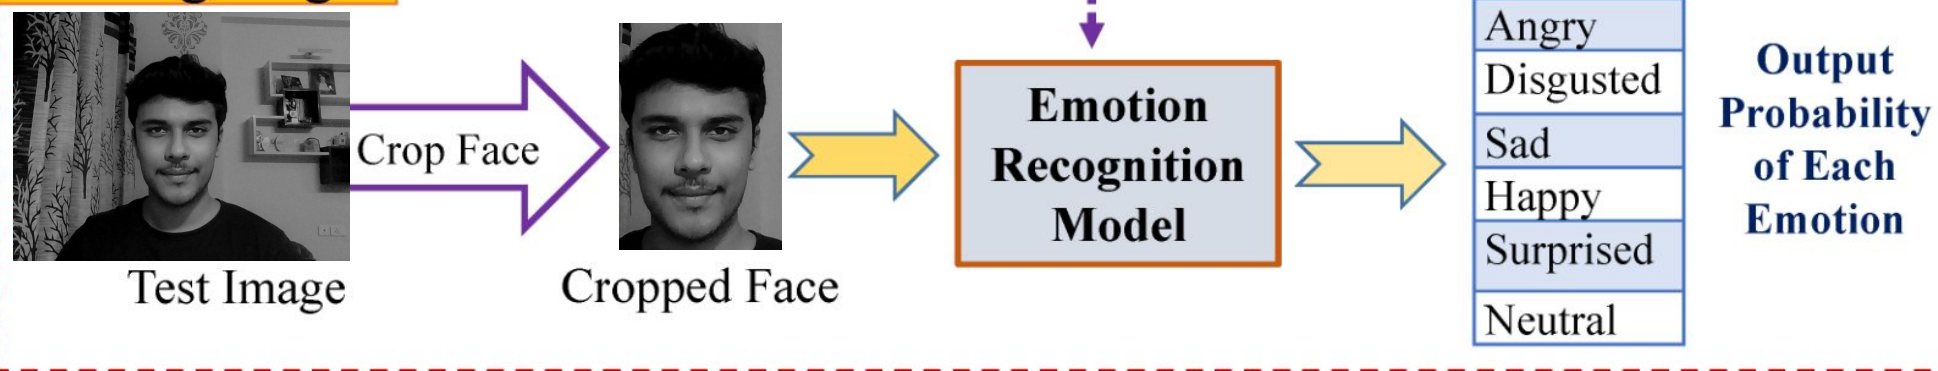 Test Image
Crop Face
Cropped Face
Emotion
Recognition
Model
Angry
Disgusted
Sad
Happy
Surprised
Neutral
Output
Probability
of Each
Emotion